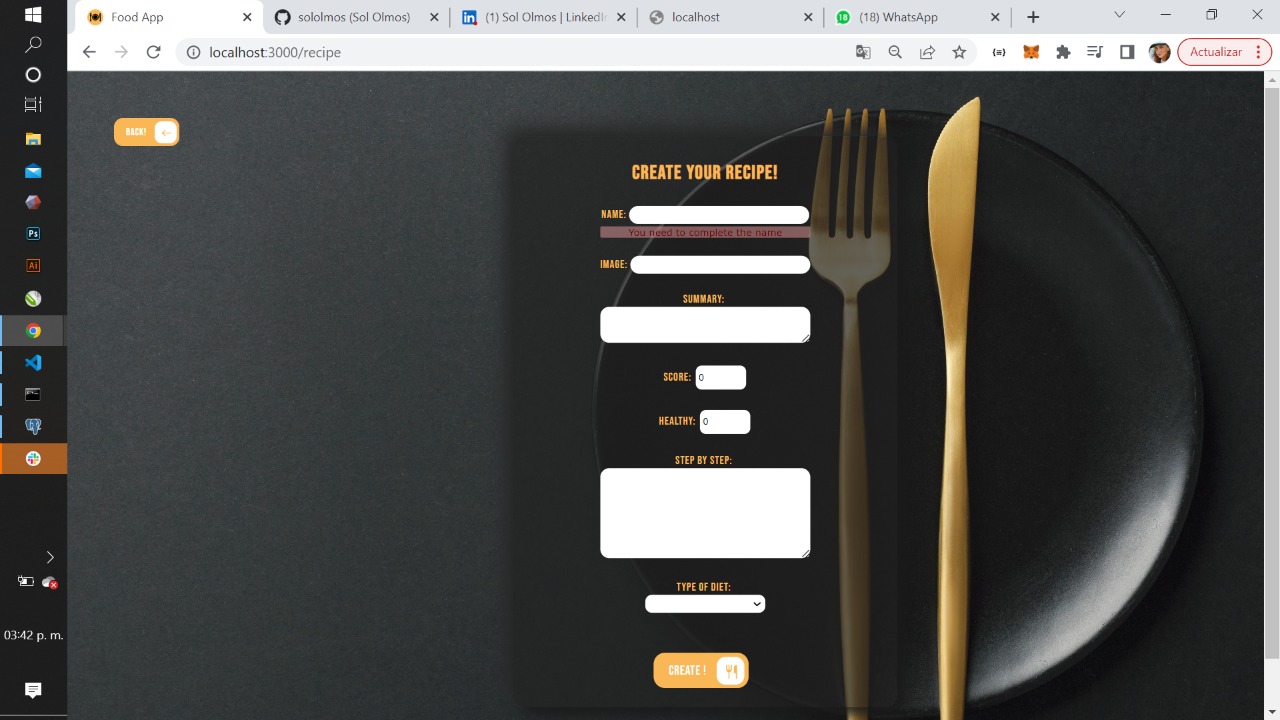 Food App
sololmos (Sol Olmos)
(1) Sol Olmos | LinkedIn
localhost
(18) WhatsApp
localhost:3000/recipe
Actualizar
BACK!
CREATE YOUR RECIPE!
NAME:
You need to complete the name
IMAGE:
SUMMARY:
SCORE: 0
HEALTHY: 0
STEP BY STEP:
TYPE OF DIET:
CREATE !
Ps
Ai
03:42 p. m.